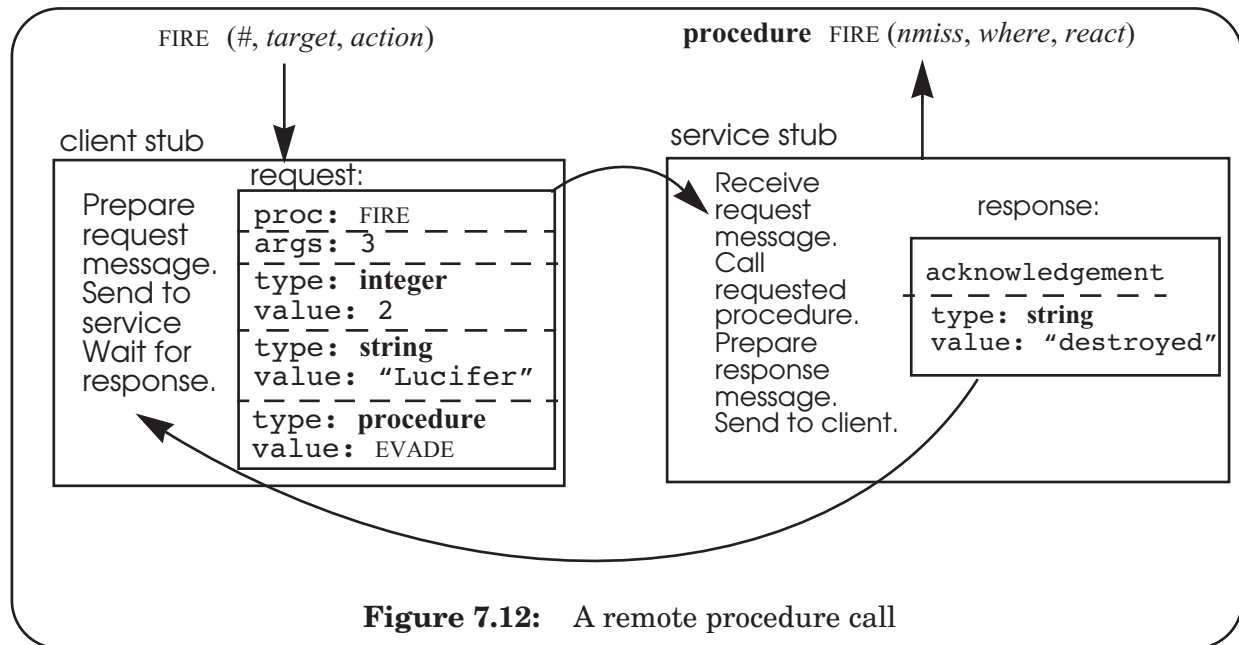 FIRE (#, target, action)
procedure FIRE (nmiss, where, react)
client stub
request:
Prepare
request
message.
Send to
service
Wait for
response.
proc: FIRE
args: 3
type: integer
value: 2
type: string
value: “Lucifer”
type: procedure
value: EVADE
service stub
Receive
request
message.
Call
requested
procedure.
Prepare
response
message.
Send to client.
response:
acknowledgement
type: string
value: “destroyed”
Figure 7.12: A remote procedure call